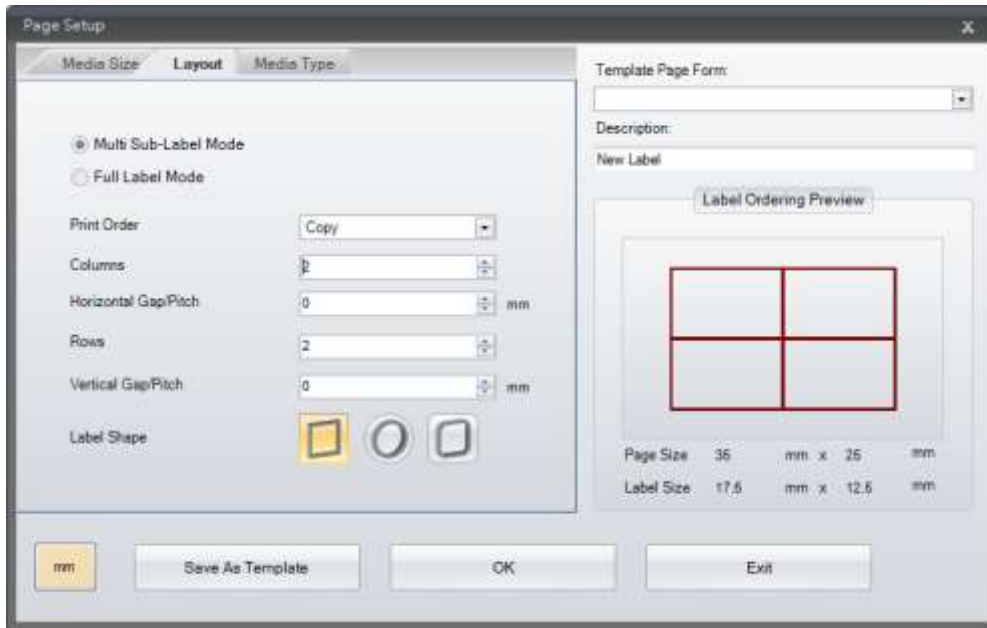 Page Setup
x
Media Size Layout Media Type
Multi Sub-Label Mode
Full Label Mode
Print Order Copy
Columns 2
Horizontal Gap/Pitch 0 mm
Rows 2
Vertical Gap/Pitch 0 mm
Label Shape
Template Page Form:
Description:
New Label
Label Ordering Preview
Page Size 35 mm x 25 mm
Label Size 17.5 mm x 12.5 mm
mm Save As Template OK Exit